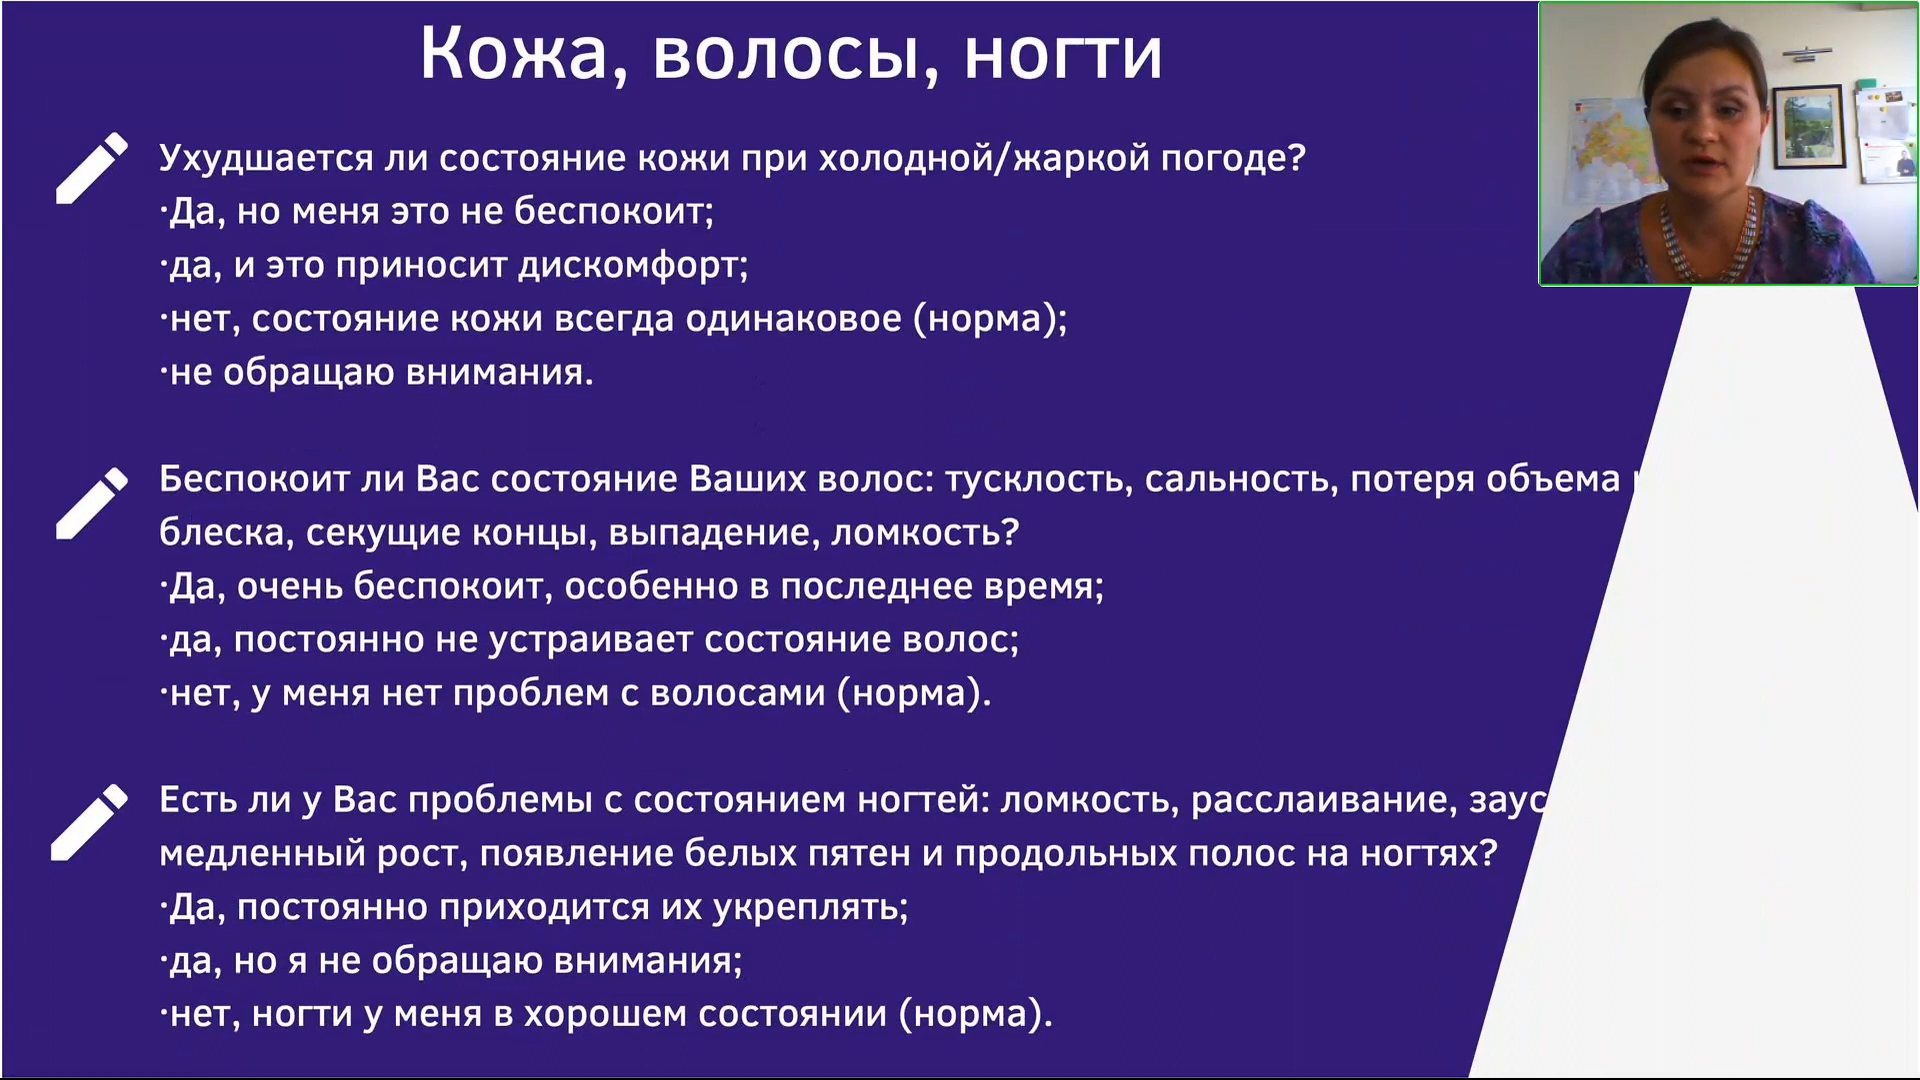 Кожа, волосы, ногти
Ухудшается ли состояние кожи при холодной/жаркой погоде?
·Да, но меня это не беспокоит;
·да, и это приносит дискомфорт;
·нет, состояние кожи всегда одинаковое (норма);
·не обращаю внимания.
Беспокоит ли Вас состояние Ваших волос: тусклость, сальность, потеря объема
блеска, секущие концы, выпадение, ломкость?
·Да, очень беспокоит, особенно в последнее время;
·да, постоянно не устраивает состояние волос;
·нет, у меня нет проблем с волосами (норма).
Есть ли у Вас проблемы с состоянием ногтей: ломкость, расслаивание, заус
медленный рост, появление белых пятен и продольных полос на ногтях?
·Да, постоянно приходится их укреплять;
·да, но я не обращаю внимания;
·нет, ногти у меня в хорошем состоянии (норма).